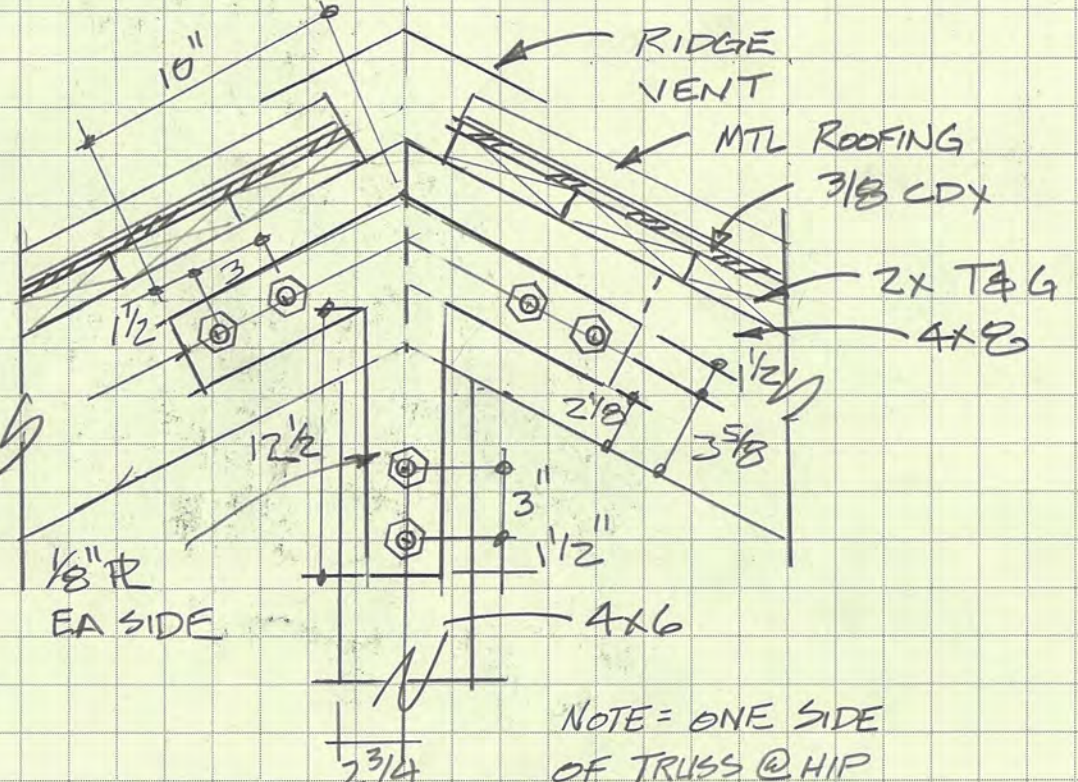 10"
RIDGE
VENT
MTL ROOFING
3/8 CDX
2X T&G
4X8
3
1 1/2
1 1/2
2 1/8
3 5/8
12 1/2
3"
1 1/2"
1/8" PL
EA SIDE
4X6
2 3/4
NOTE = ONE SIDE
OF TRUSS @ HIP